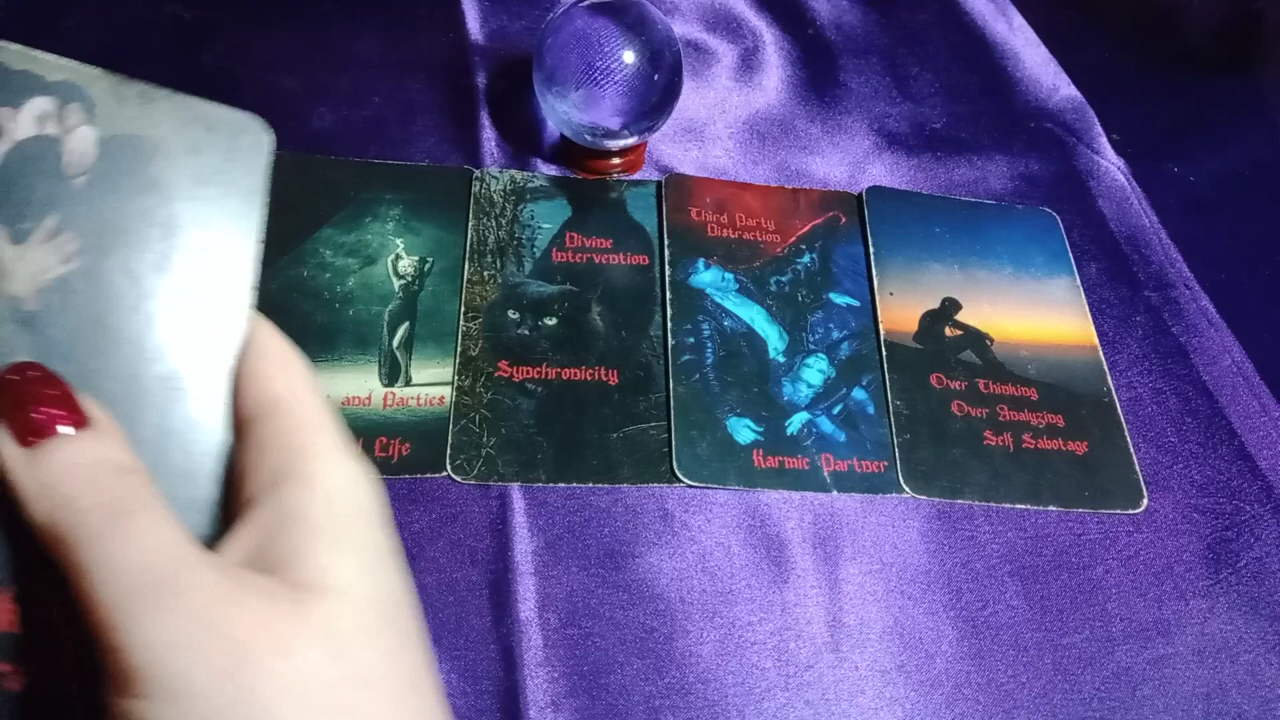 and Parties
Life
Divine
Intervention
Synchronicity
Third Party
Distraction
Karmic Partner
Over Thinking
Over Analyzing
Self Sabotage